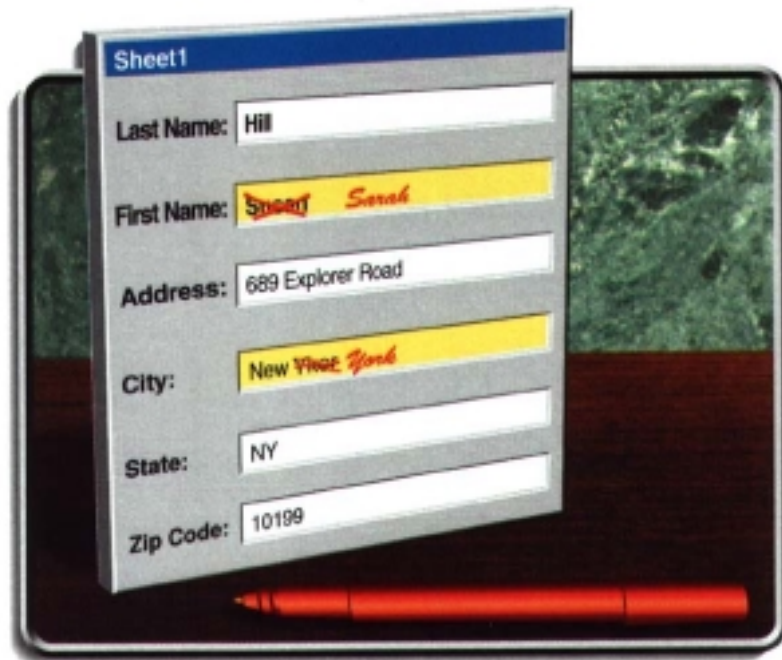 Sheet1
Last Name: Hill
First Name: Sarah
Address: 689 Explorer Road
City: New York
State: NY
Zip Code: 10199